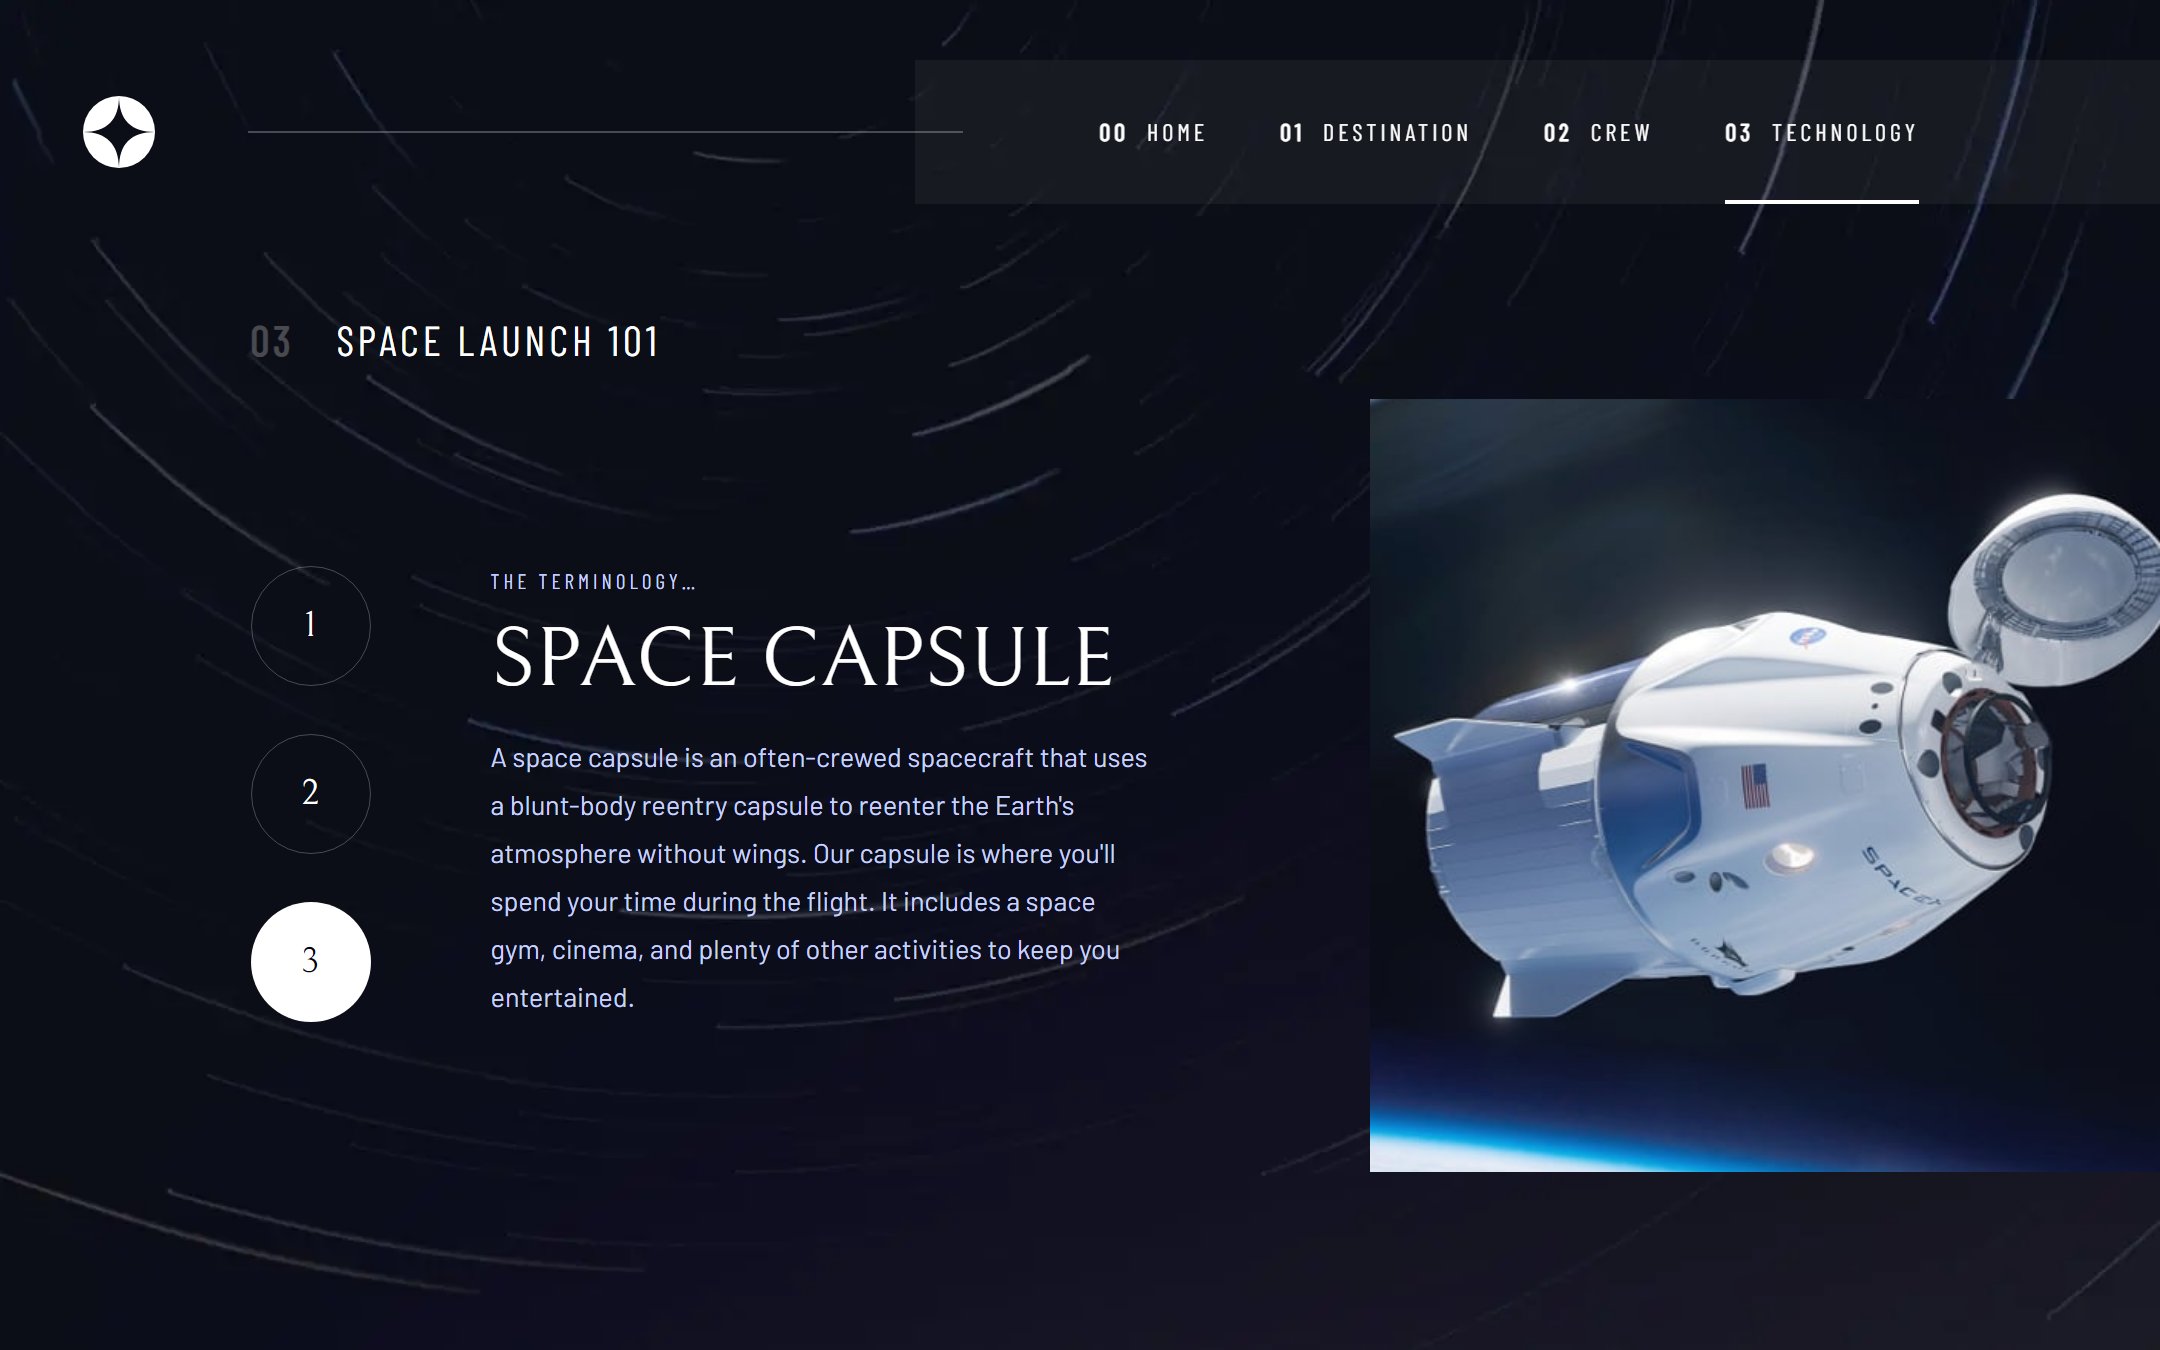 00 HOME 01 DESTINATION 02 CREW 03 TECHNOLOGY
03 SPACE LAUNCH 101
1
2
3
THE TERMINOLOGY…
SPACE CAPSULE
A space capsule is an often-crewed spacecraft that uses
a blunt-body reentry capsule to reenter the Earth's
atmosphere without wings. Our capsule is where you'll
spend your time during the flight. It includes a space
gym, cinema, and plenty of other activities to keep you
entertained.